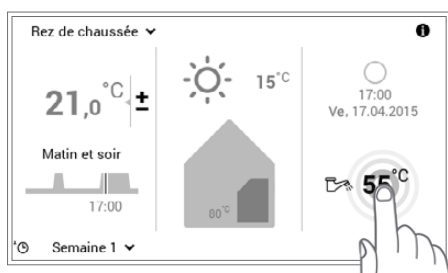 Rez de chaussée
21,0 °C ±
Matin et soir
17:00
Semaine 1
15°C
80°C
17:00
Ve, 17.04.2015
55°C